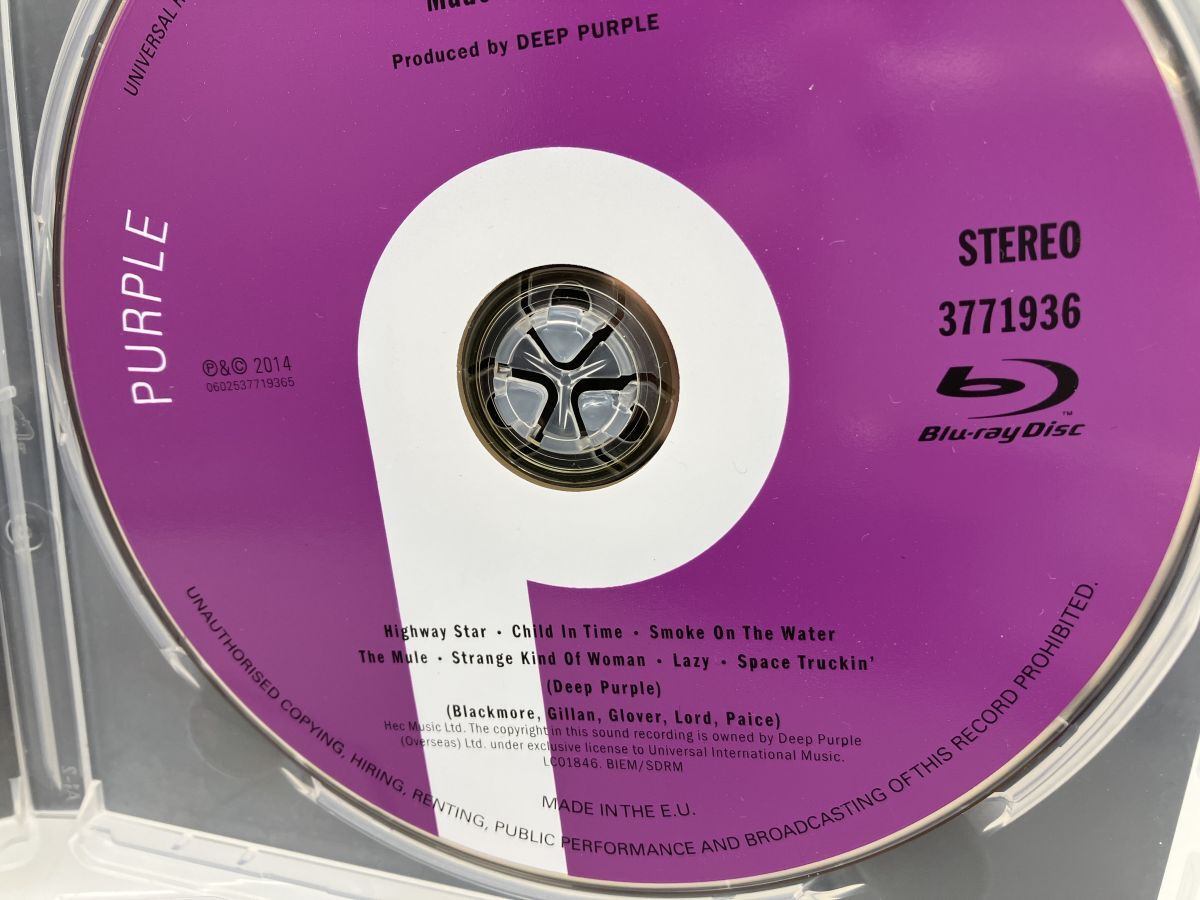 Made
Produced by DEEP PURPLE
UNIVERSAL
PURPLE
℗&© 2014
0602537719365
STEREO
3771936
Blu-ray Disc™
Highway Star • Child In Time • Smoke On The Water
The Mule • Strange Kind Of Woman • Lazy • Space Truckin'
(Deep Purple)
(Blackmore, Gillan, Glover, Lord, Paice)
Hec Music Ltd. The copyright in this sound recording is owned by Deep Purple
(Overseas) Ltd. under exclusive license to Universal International Music.
LC01846. BIEM/SDRM
MADE IN THE E.U.
UNAUTHORISED COPYING, HIRING, RENTING, PUBLIC PERFORMANCE AND BROADCASTING OF THIS RECORD PROHIBITED.